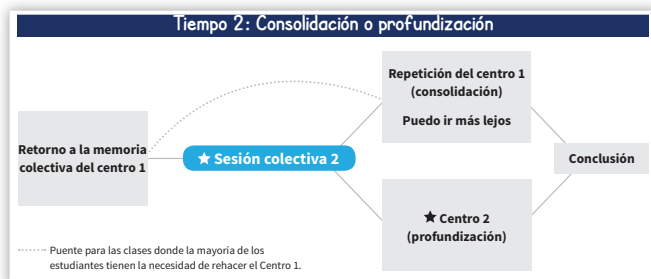 Tiempo 2: Consolidación o profundización
Retorno a la memoria
colectiva del centro 1
★ Sesión colectiva 2
Repetición del centro 1
(consolidación)
Puedo ir más lejos
★ Centro 2
(profundización)
Conclusión
Puente para las clases donde la mayoría de los
estudiantes tienen la necesidad de rehacer el Centro 1.